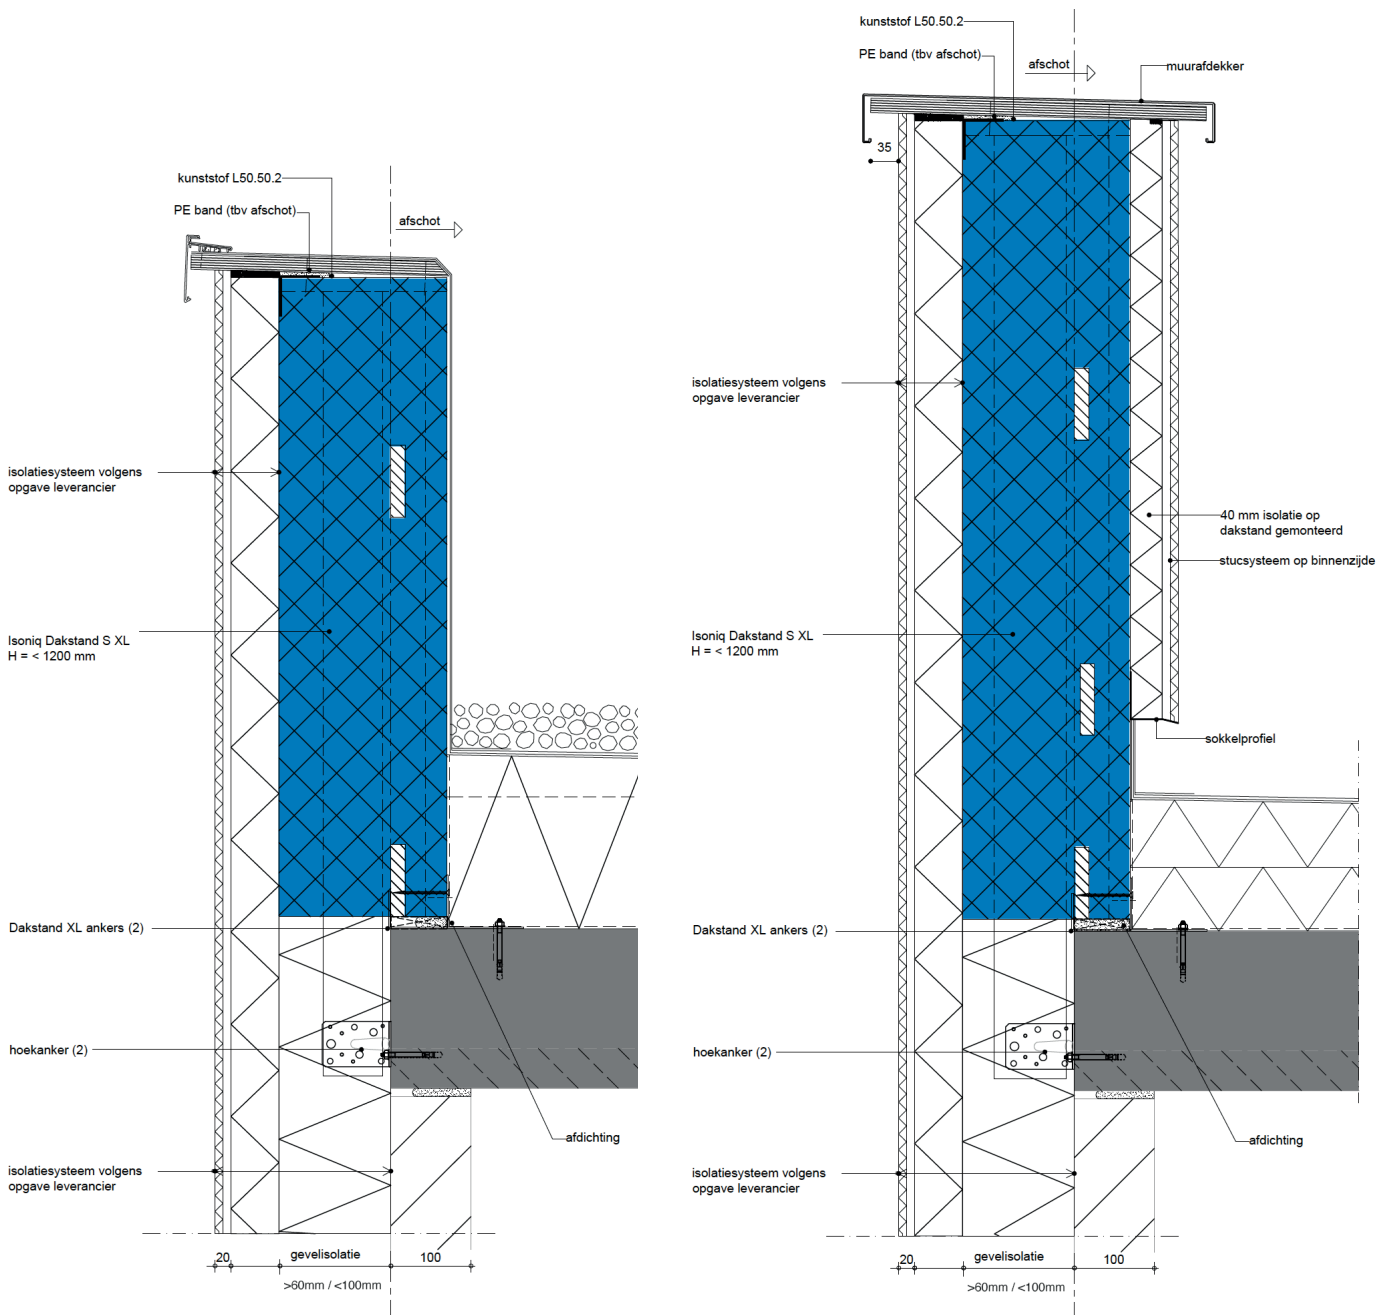 kunststof L50.50.2
PE band (tbv afschot)
afschot
isolatiesysteem volgens
opgave leverancier
Isoniq Dakstand S XL
H = < 1200 mm
Dakstand XL ankers (2)
hoekanker (2)
afdichting
isolatiesysteem volgens
opgave leverancier
20
gevelisolatie
100
>60mm / <100mm
kunststof L50.50.2
PE band (tbv afschot)
afschot
muurafdekker
35
isolatiesysteem volgens
opgave leverancier
40 mm isolatie op
dakstand gemonteerd
stucsysteem op binnenzijde
Isoniq Dakstand S XL
H = < 1200 mm
sokkelprofiel
Dakstand XL ankers (2)
hoekanker (2)
afdichting
isolatiesysteem volgens
opgave leverancier
20
gevelisolatie
100
>60mm / <100mm